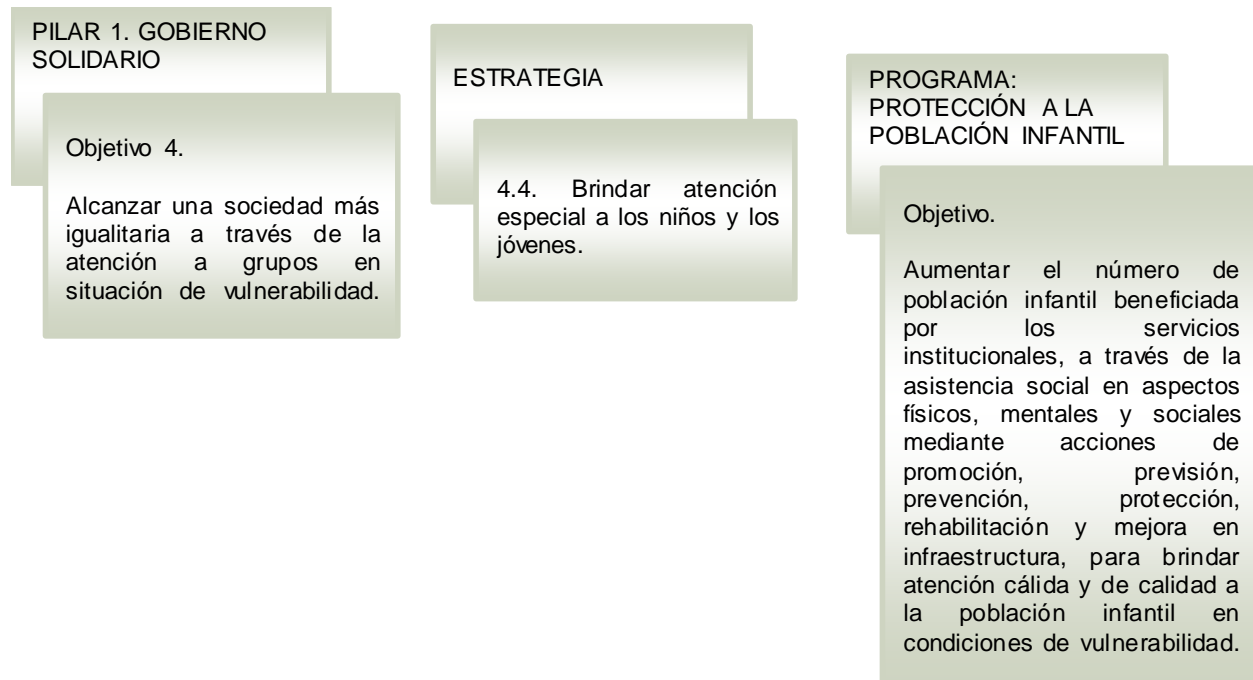 PILAR 1. GOBIERNO
SOLIDARIO
Objetivo 4.
Alcanzar una sociedad más
igualitaria a través de la
atención a grupos en
situación de vulnerabilidad.
ESTRATEGIA
4.4. Brindar atención
especial a los niños y los
jóvenes.
PROGRAMA:
PROTECCIÓN A LA
POBLACIÓN INFANTIL
Objetivo.
Aumentar el número de
población infantil beneficiada
por los servicios
institucionales, a través de la
asistencia social en aspectos
físicos, mentales y sociales
mediante acciones de
promoción, previsión,
prevención, protección,
rehabilitación y mejora en
infraestructura, para brindar
atención cálida y de calidad a
la población infantil en
condiciones de vulnerabilidad.